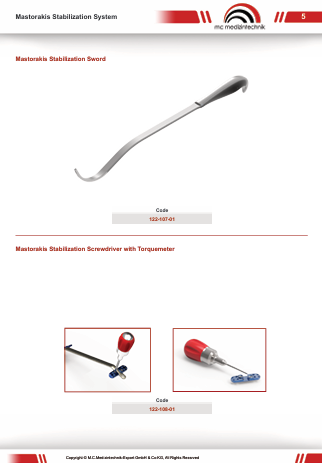 Mastorakis Stabilization System
mc medizintechnik
5
Mastorakis Stabilization Sword
Code
122-107-01
Mastorakis Stabilization Screwdriver with Torquemeter
Code
122-108-01
Copyright © M.C.Medizintechnik-Export GmbH & Co KG, All Rights Reserved